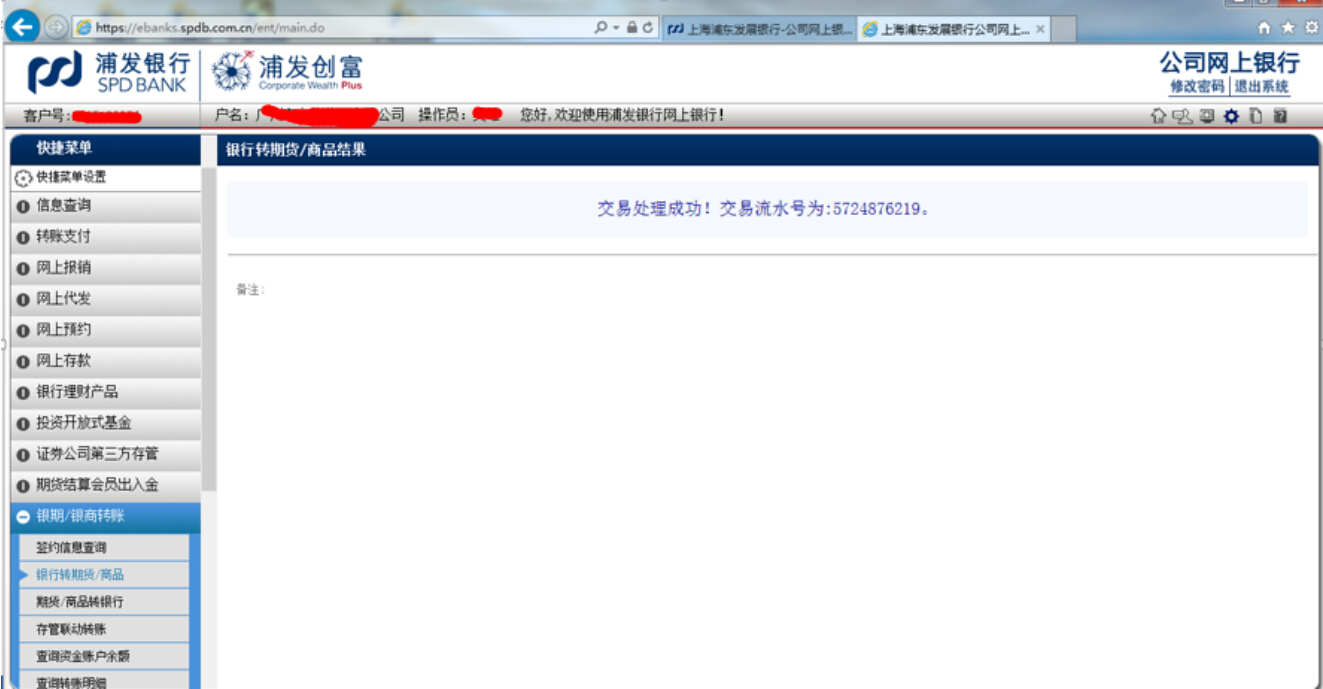 https://ebanks.spdb.com.cn/ent/main.do
上海浦东发展银行-公司网上银...
上海浦东发展银行公司网上...
浦发银行
SPD BANK
浦发创富
Corporate Wealth Plus
公司网上银行
修改密码 退出系统
客户号:
户名: 公司 操作员: 您好,欢迎使用浦发银行网上银行!
快捷菜单
银行转期货/商品结果
快捷菜单设置
交易处理成功! 交易流水号为:5724876219。
备注:
信息查询
转账支付
网上报销
网上代发
网上预约
网上存款
银行理财产品
投资开放式基金
证券公司第三方存管
期货结算会员出入金
银期/银商转账
签约信息查询
银行转期货/商品
期货/商品转银行
存管联动转账
查询资金账户余额
查询转账明细